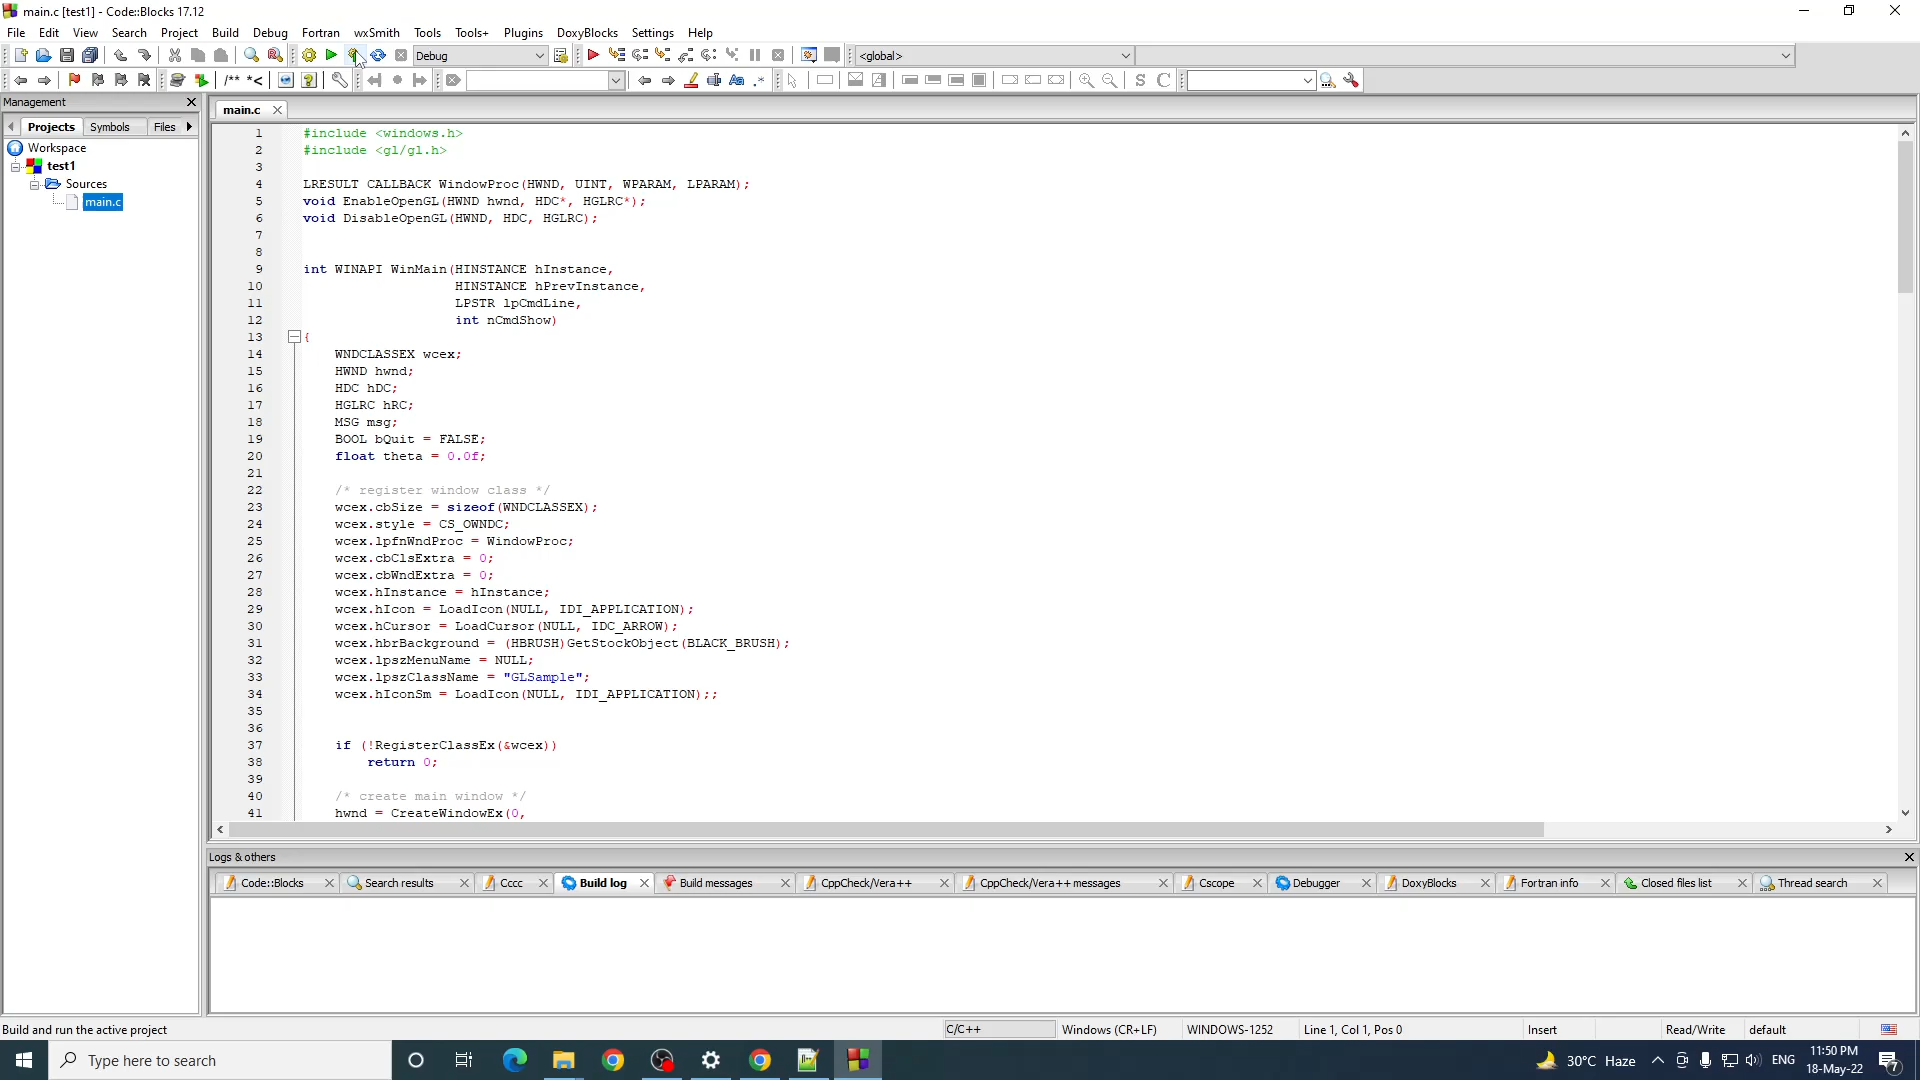 main.c [test1] - Code::Blocks 17.12
File Edit View Search Project Build Debug Fortran wxSmith Tools Tools+ Plugins DoxyBlocks Settings Help
Debug <global>
/** *<
Aa .* S C
Management
Projects Symbols Files
Workspace
test1
Sources
main.c
main.c
1 #include <windows.h>
2 #include <gl/gl.h>
3
4 LRESULT CALLBACK WindowProc(HWND, UINT, WPARAM, LPARAM);
5 void EnableOpenGL(HWND hwnd, HDC*, HGLRC*);
6 void DisableOpenGL(HWND, HDC, HGLRC);
7
8
9 int WINAPI WinMain(HINSTANCE hInstance,
10 HINSTANCE hPrevInstance,
11 LPSTR lpCmdLine,
12 int nCmdShow)
13 {
14 WNDCLASSEX wcex;
15 HWND hwnd;
16 HDC hDC;
17 HGLRC hRC;
18 MSG msg;
19 BOOL bQuit = FALSE;
20 float theta = 0.0f;
21
22 /* register window class */
23 wcex.cbSize = sizeof(WNDCLASSEX);
24 wcex.style = CS_OWNDC;
25 wcex.lpfnWndProc = WindowProc;
26 wcex.cbClsExtra = 0;
27 wcex.cbWndExtra = 0;
28 wcex.hInstance = hInstance;
29 wcex.hIcon = LoadIcon(NULL, IDI_APPLICATION);
30 wcex.hCursor = LoadCursor(NULL, IDC_ARROW);
31 wcex.hbrBackground = (HBRUSH)GetStockObject(BLACK_BRUSH);
32 wcex.lpszMenuName = NULL;
33 wcex.lpszClassName = "GLSample";
34 wcex.hIconSm = LoadIcon(NULL, IDI_APPLICATION);;
35
36
37 if (!RegisterClassEx(&wcex))
38 return 0;
39
40 /* create main window */
41 hwnd = CreateWindowEx(0,
Logs & others
Code::Blocks Search results Cccc Build log Build messages CppCheck/Vera++ CppCheck/Vera++ messages Cscope Debugger DoxyBlocks Fortran info Closed files list Thread search
Build and run the active project C/C++ Windows (CR+LF) WINDOWS-1252 Line 1, Col 1, Pos 0 Insert Read/Write default
Type here to search 30°C Haze ENG 11:50 PM
18-May-22 7